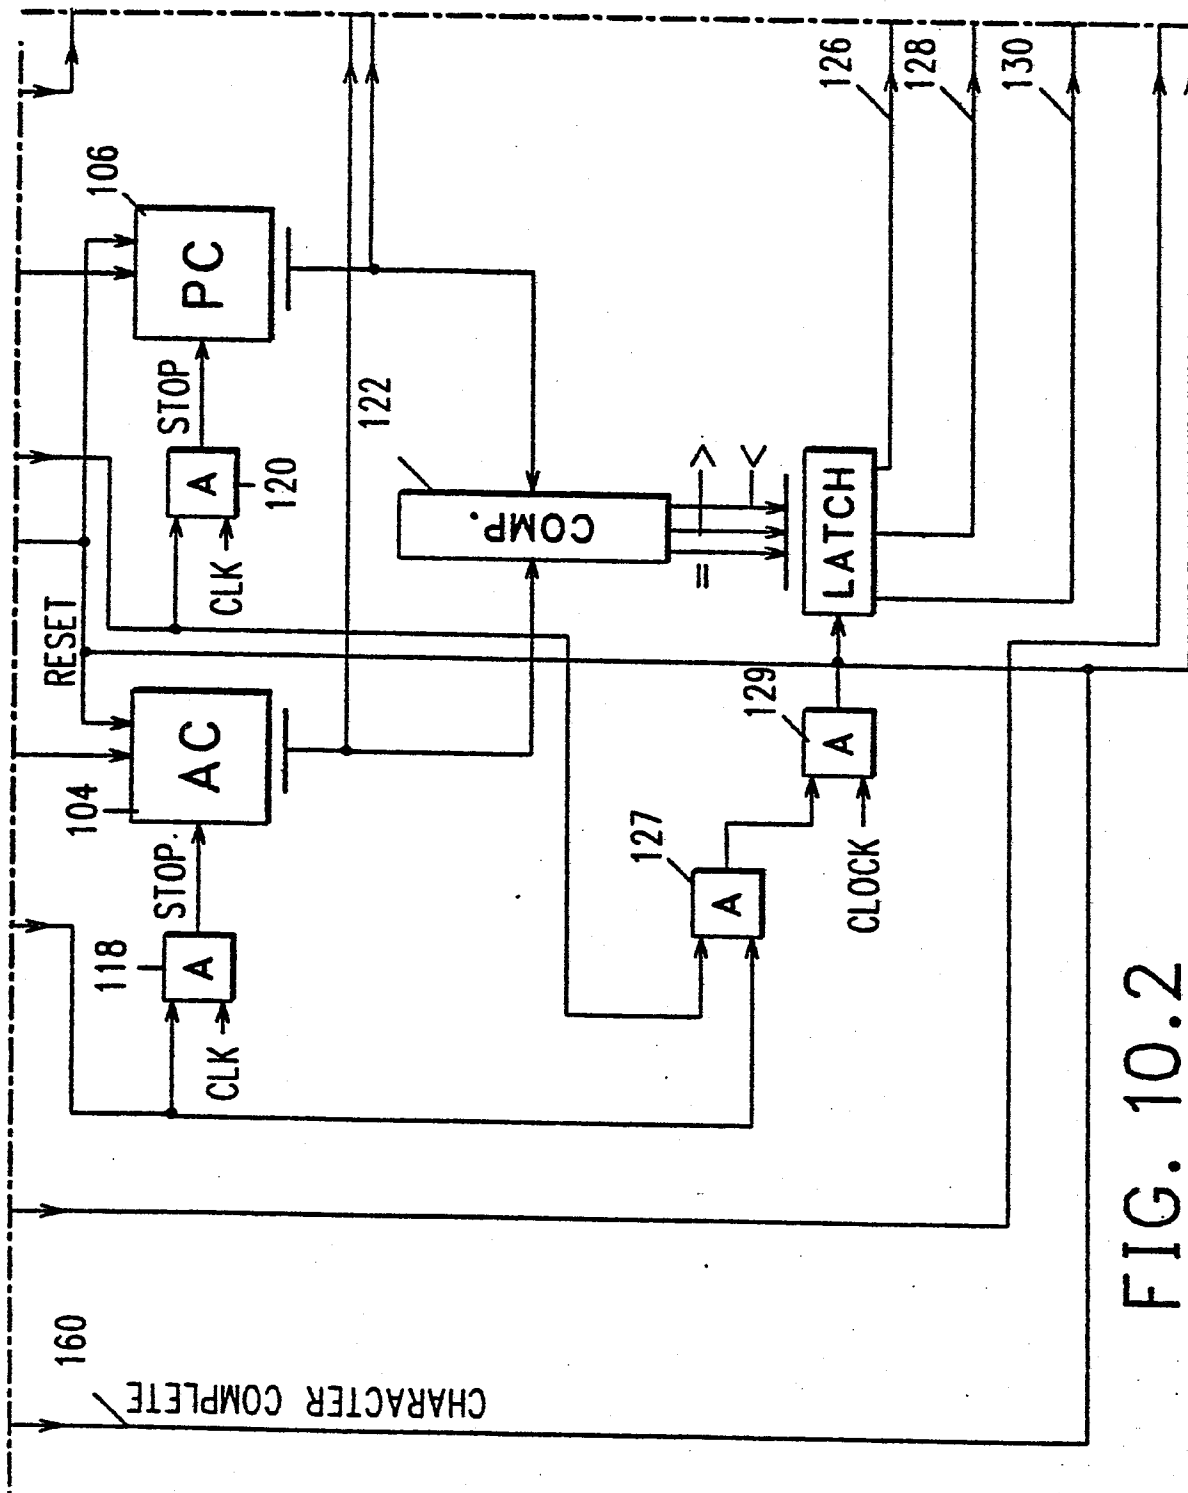 160
CHARACTER COMPLETE
118
A
CLK
STOP.
104
AC
RESET
A
120
CLK
STOP
106
PC
122
COMP.
=
>
<
127
A
129
A
CLOCK
LATCH
126
128
130
FIG. 10.2